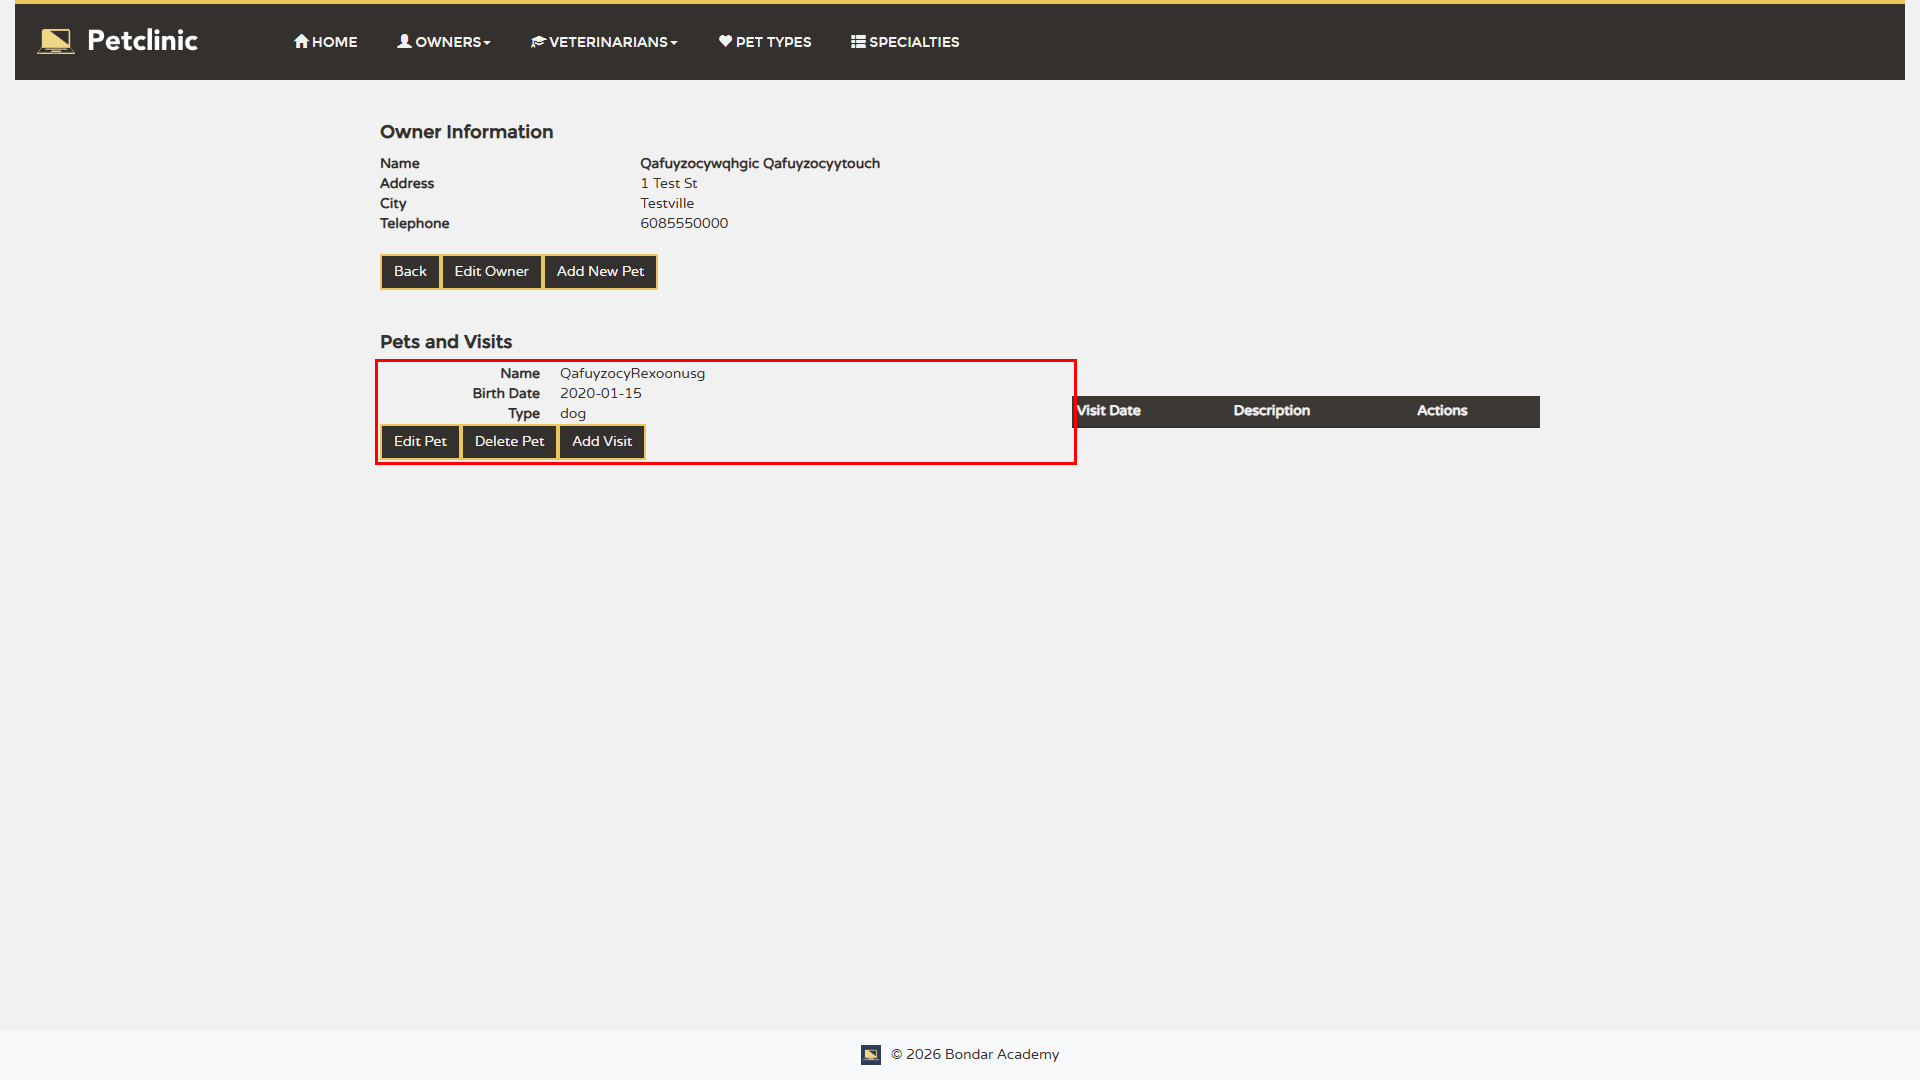 Petclinic HOME OWNERS VETERINARIANS PET TYPES SPECIALTIES
Owner Information
Name Qafuyzocywqhgic Qafuyzocyytouch
Address 1 Test St
City Testville
Telephone 6085550000
Back Edit Owner Add New Pet
Pets and Visits
Name QafuyzocyRexoonusg
Birth Date 2020-01-15
Type dog
Edit Pet Delete Pet Add Visit
Visit Date Description Actions
© 2026 Bondar Academy